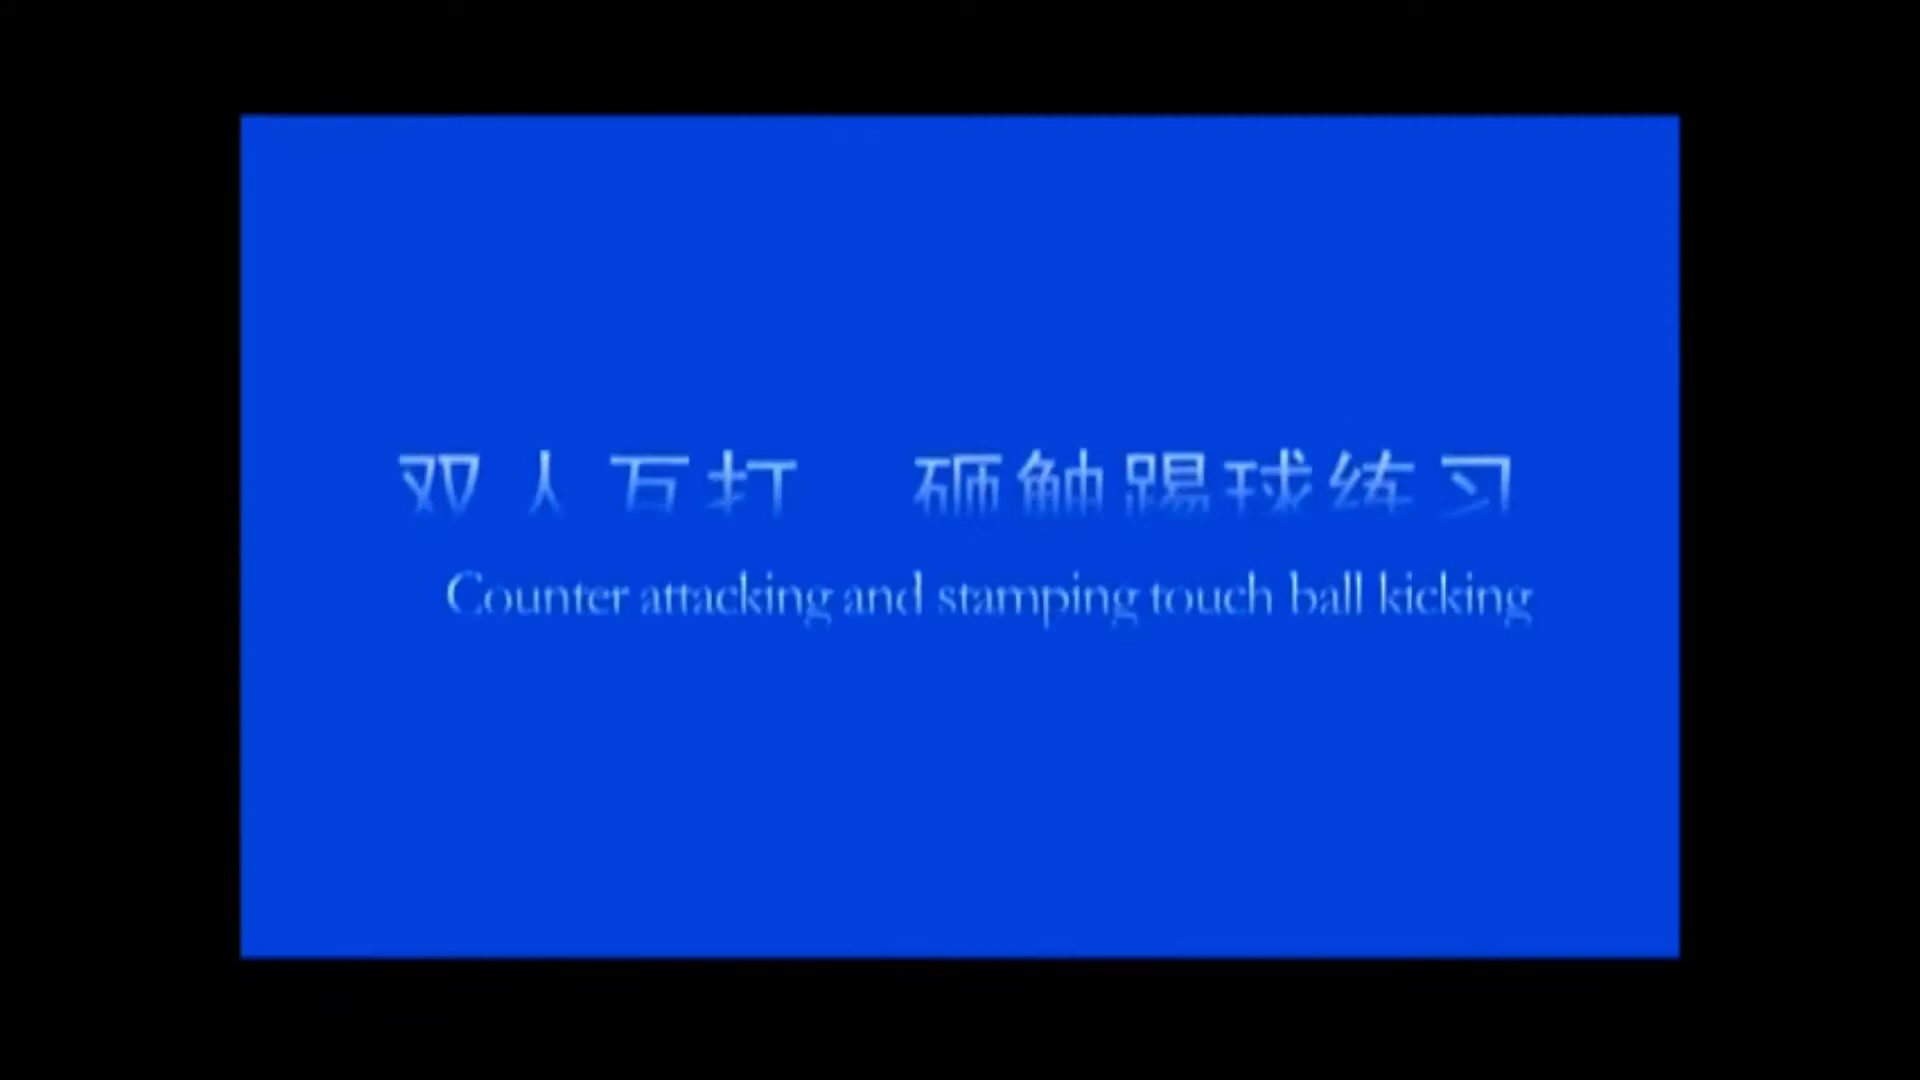 双人互打 砸触踢球练习
Counter attacking and stamping touch ball kicking